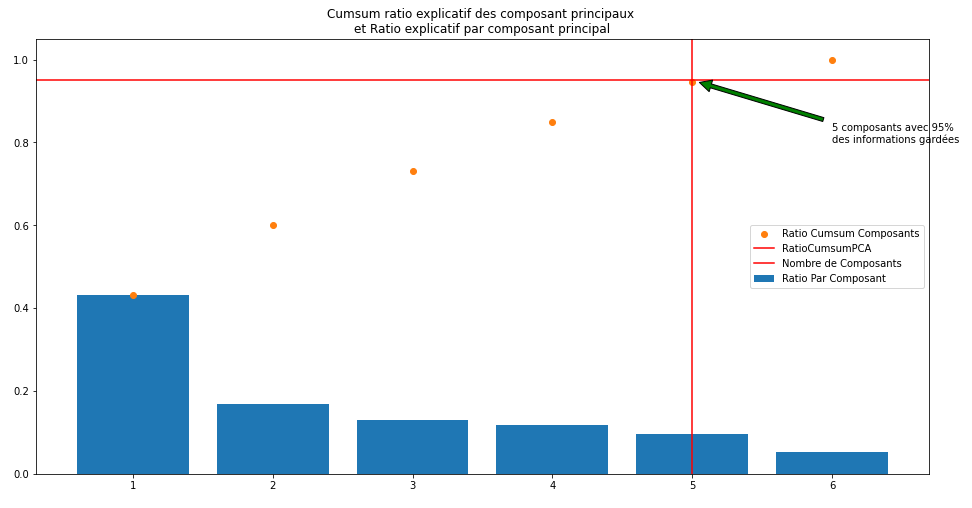 Cumsum ratio explicatif des composant principaux
et Ratio explicatif par composant principal
1.0
0.8
0.6
0.4
0.2
0.0
5 composants avec 95%
des informations gardées
Ratio Cumsum Composants
RatioCumsumPCA
Nombre de Composants
Ratio Par Composant
1 2 3 4 5 6